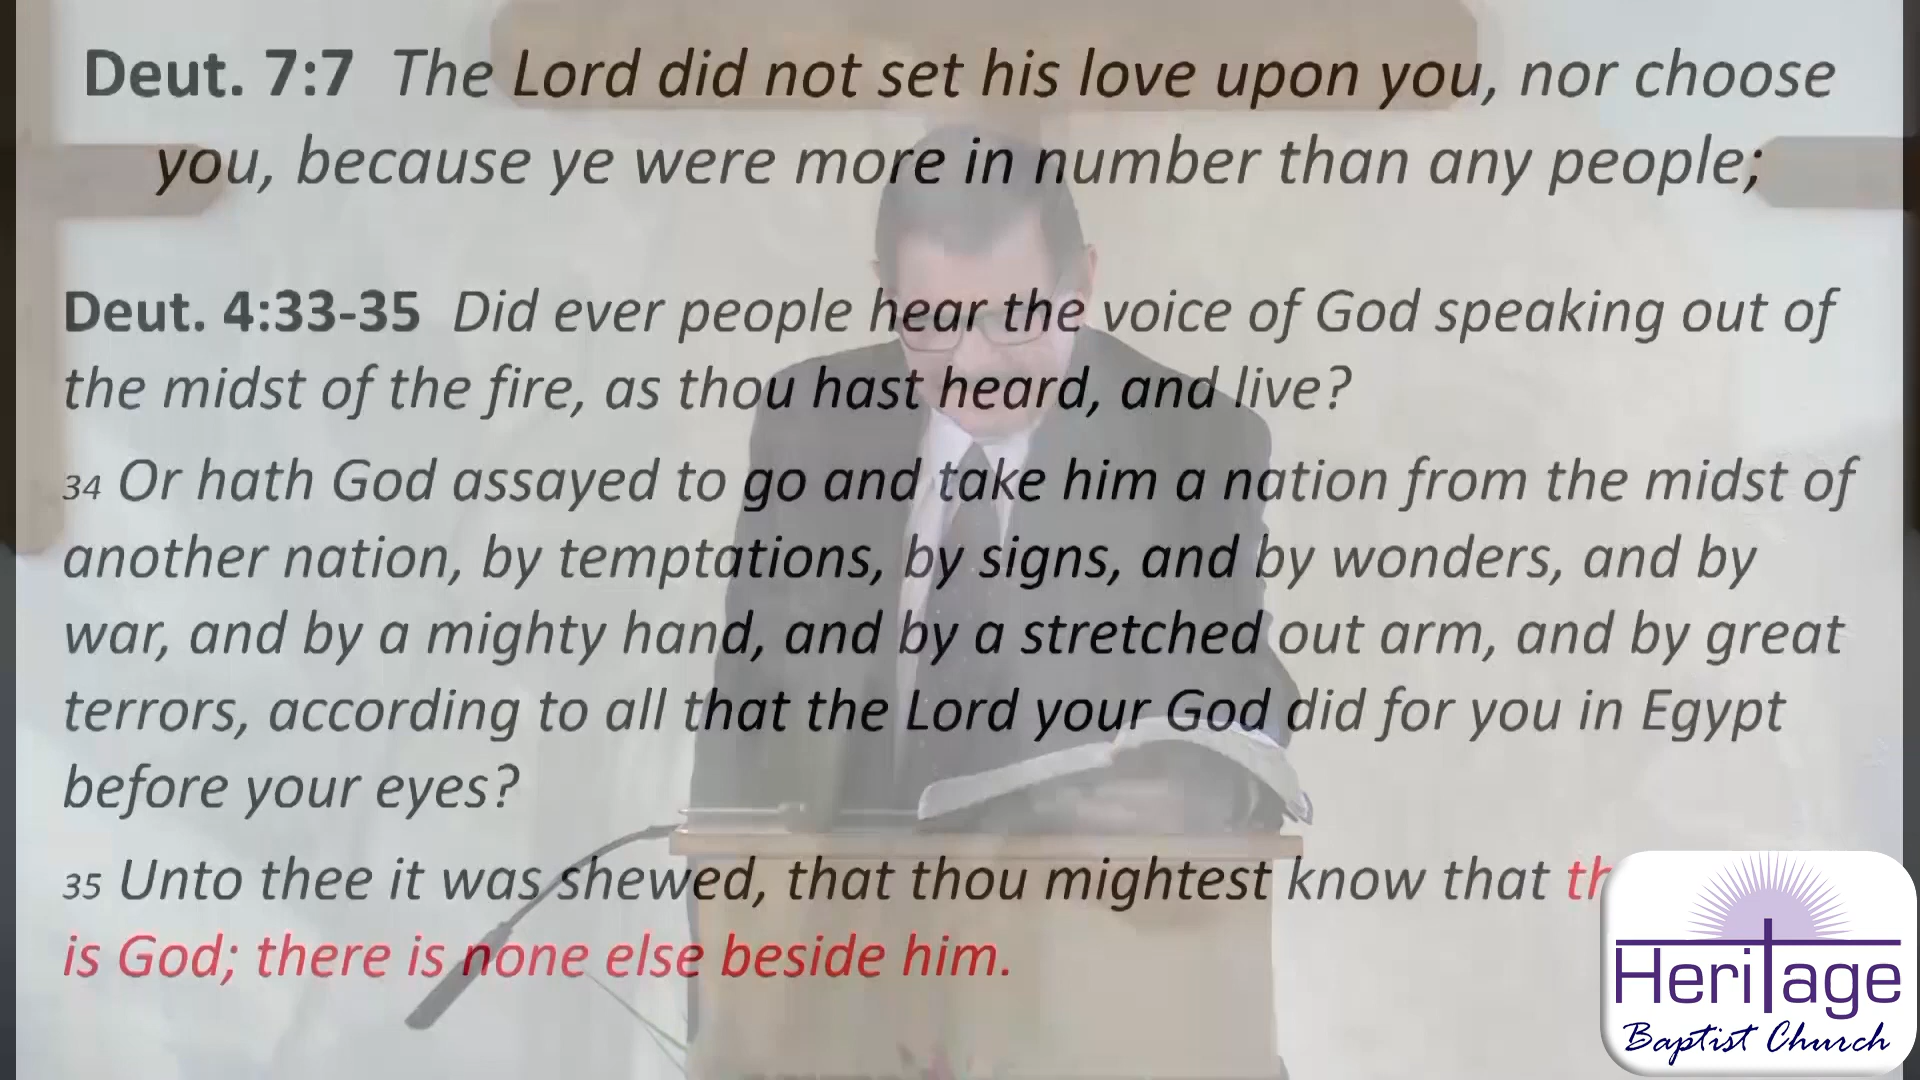 Deut. 7:7 The Lord did not set his love upon you, nor choose
you, because ye were more in number than any people;
Deut. 4:33-35 Did ever people hear the voice of God speaking out of
the midst of the fire, as thou hast heard, and live?
34 Or hath God assayed to go and take him a nation from the midst of
another nation, by temptations, by signs, and by wonders, and by
war, and by a mighty hand, and by a stretched out arm, and by great
terrors, according to all that the Lord your God did for you in Egypt
before your eyes?
35 Unto thee it was shewed, that thou mightest know that
is God; there is none else beside him.
Heritage
Baptist Church